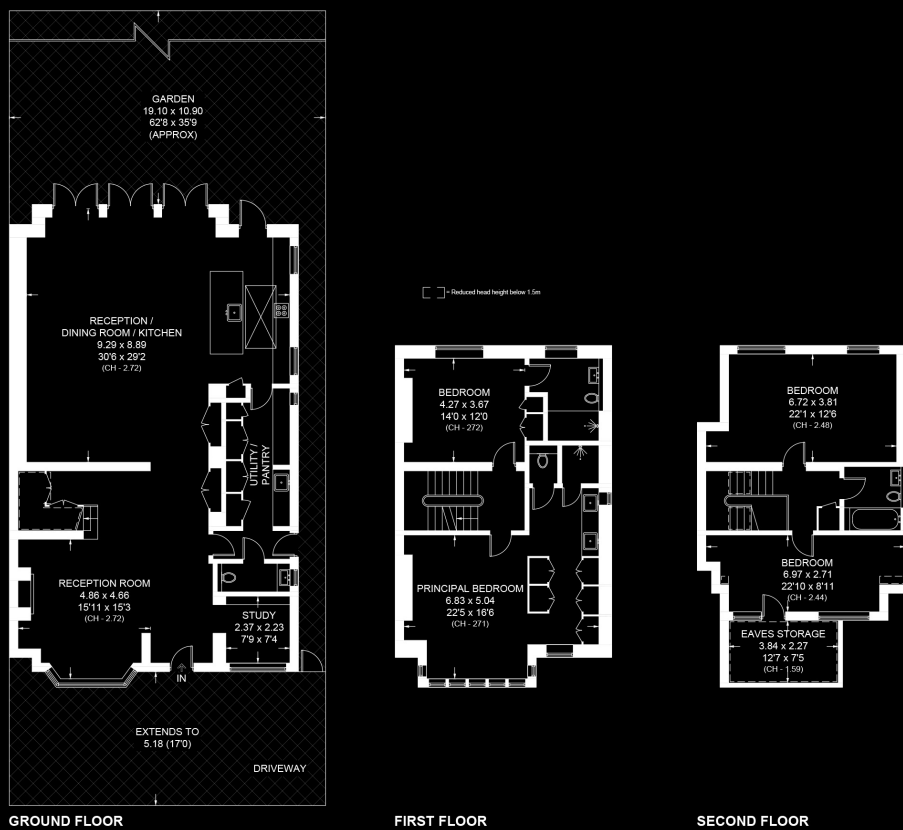 GARDEN
19.10 x 10.90
62'8 x 35'9
(APPROX)
RECEPTION /
DINING ROOM / KITCHEN
9.29 x 8.89
30'6 x 29'2
(CH - 2.72)
UTILITY /
PANTRY
RECEPTION ROOM
4.86 x 4.66
15'11 x 15'3
(CH - 2.72)
STUDY
2.37 x 2.23
7'9 x 7'4
IN
EXTENDS TO
5.18 (17'0)
DRIVEWAY
GROUND FLOOR
= Reduced head height below 1.5m
BEDROOM
4.27 x 3.67
14'0 x 12'0
(CH - 272)
PRINCIPAL BEDROOM
6.83 x 5.04
22'5 x 16'6
(CH - 271)
FIRST FLOOR
BEDROOM
6.72 x 3.81
22'1 x 12'6
(CH - 2.48)
BEDROOM
6.97 x 2.71
22'10 x 8'11
(CH - 2.44)
EAVES STORAGE
3.84 x 2.27
12'7 x 7'5
(CH - 1.59)
SECOND FLOOR